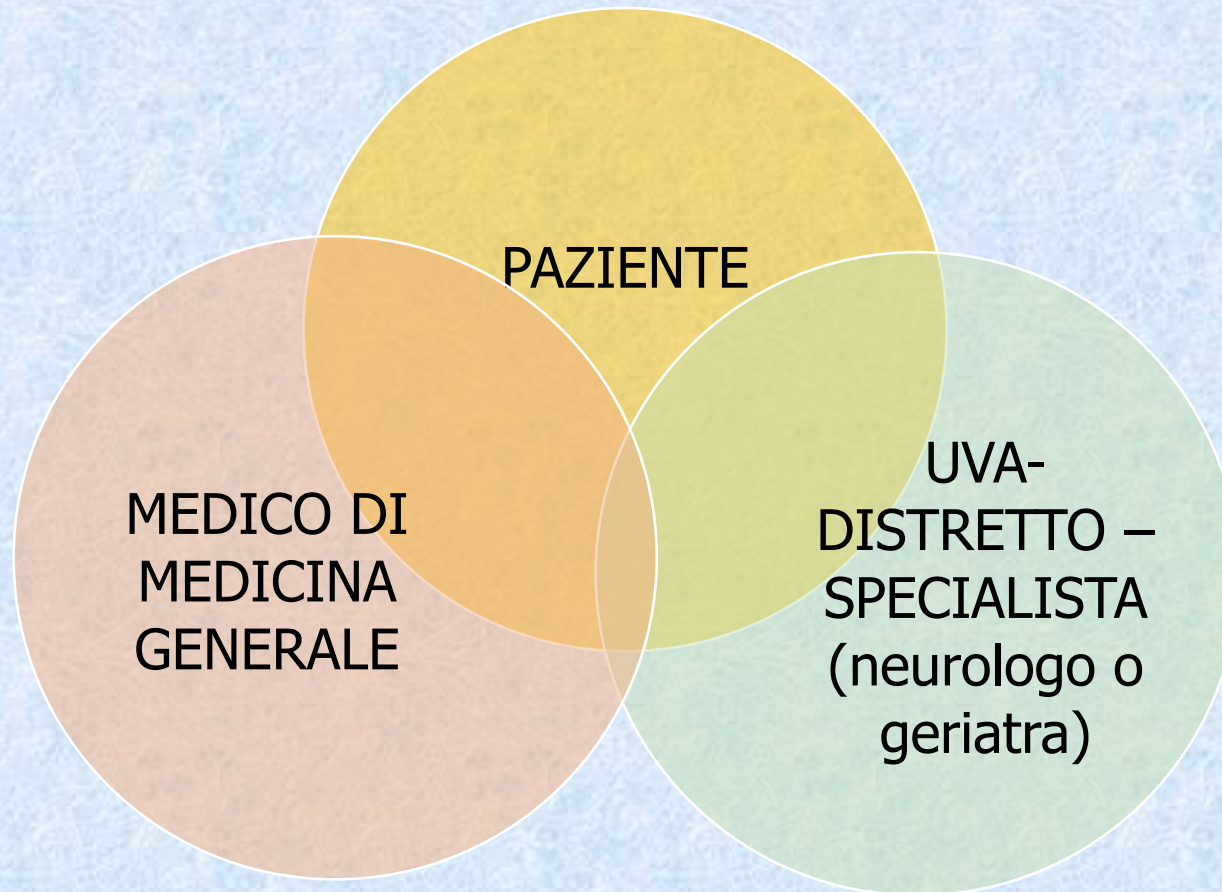 PAZIENTE
MEDICO DI
MEDICINA
GENERALE
UVA-
DISTRETTO –
SPECIALISTA
(neurologo o
geriatra)